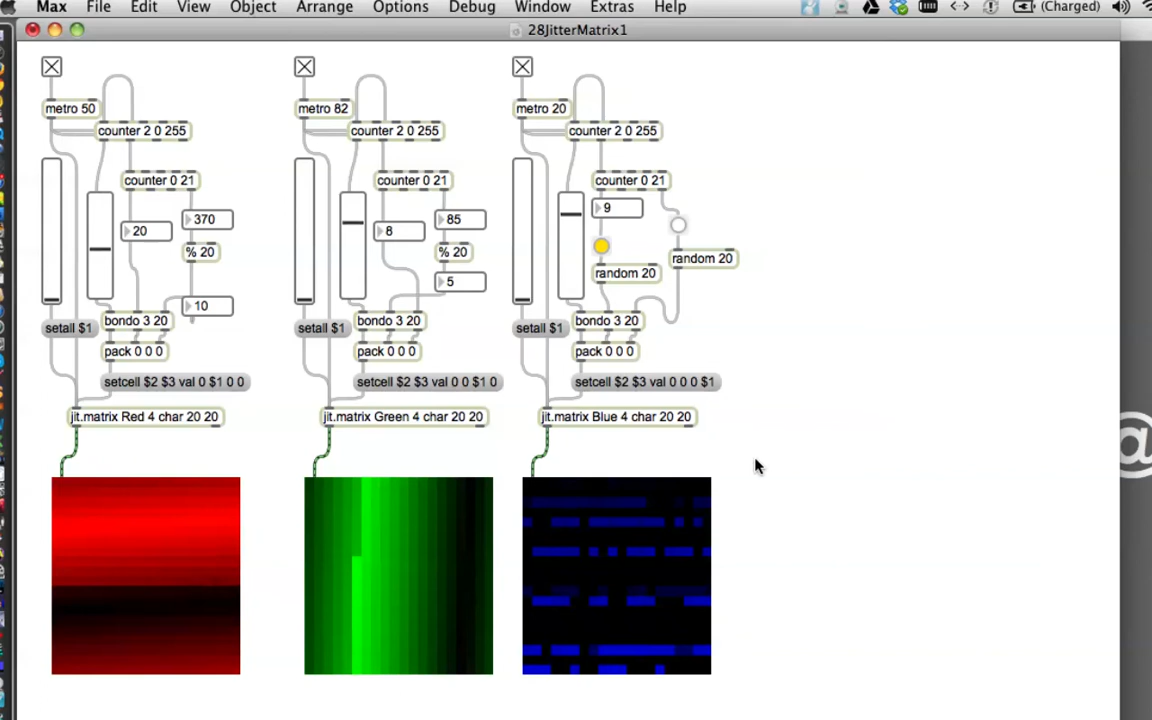 Max File Edit View Object Arrange Options Debug Window Extras Help (Charged)
28JitterMatrix1
metro 50 metro 82 metro 20
counter 2 0 255 counter 2 0 255 counter 2 0 255
counter 0 21 counter 0 21 counter 0 21
9
370 85
20 8
% 20 % 20 random 20
random 20
5
10
bondo 3 20 bondo 3 20 bondo 3 20
setall $1 setall $1 setall $1
pack 0 0 0 pack 0 0 0 pack 0 0 0
setcell $2 $3 val 0 $1 0 0 setcell $2 $3 val 0 0 $1 0 setcell $2 $3 val 0 0 0 $1
jit.matrix Red 4 char 20 20 jit.matrix Green 4 char 20 20 jit.matrix Blue 4 char 20 20
@